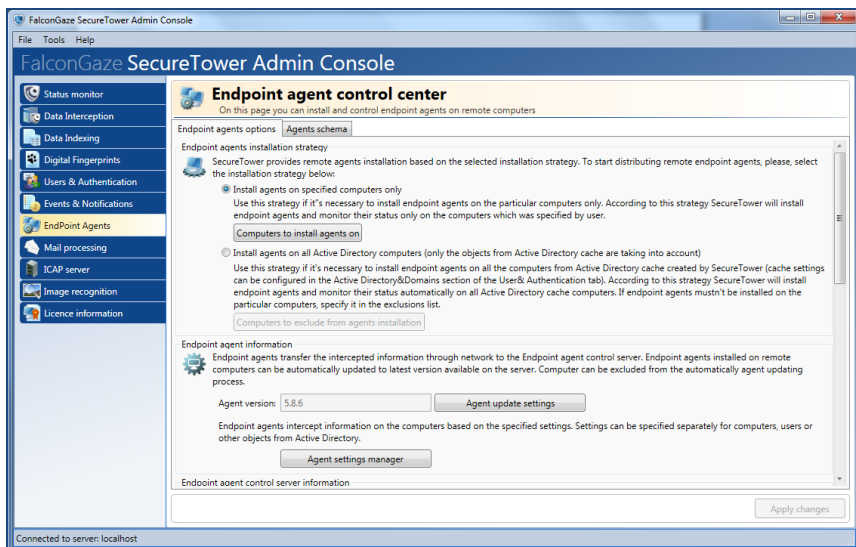 FalconGaze SecureTower Admin Console
File Tools Help
FalconGaze SecureTower Admin Console
Status monitor
Data Interception
Data Indexing
Digital Fingerprints
Users & Authentication
Events & Notifications
EndPoint Agents
Mail processing
ICAP server
Image recognition
Licence information
Endpoint agent control center
On this page you can install and control endpoint agents on remote computers
Endpoint agents options Agents schema
Endpoint agents installation strategy
SecureTower provides remote agents installation based on the selected installation strategy. To start distributing remote endpoint agents, please, select
the installation strategy below:
Install agents on specified computers only
Use this strategy if it"s necessary to install endpoint agents on the particular computers only. According to this strategy SecureTower will install
endpoint agents and monitor their status only on the computers which was specified by user.
Computers to install agents on
Install agents on all Active Directory computers (only the objects from Active Directory cache are taking into account)
Use this strategy if it's necessary to install endpoint agents on all the computers from Active Directory cache created by SecureTower (cache settings
can be configured in the Active Directory&Domains section of the User& Authentication tab). According to this strategy SecureTower will install
endpoint agents and monitor their status automatically on all Active Directory cache computers. If endpoint agents mustn't be installed on the
particular computers, specify it in the exclusions list.
Computers to exclude from agents installation
Endpoint agent information
Endpoint agents transfer the intercepted information through network to the Endpoint agent control server. Endpoint agents installed on remote
computers can be automatically updated to latest version available on the server. Computer can be excluded from the automatically agent updating
process.
Agent version: 5.8.6 Agent update settings
Endpoint agents intercept information on the computers based on the specified settings. Settings can be specified separately for computers, users or
other objects from Active Directory.
Agent settings manager
Endpoint agent control server information
Apply changes
Connected to server: localhost